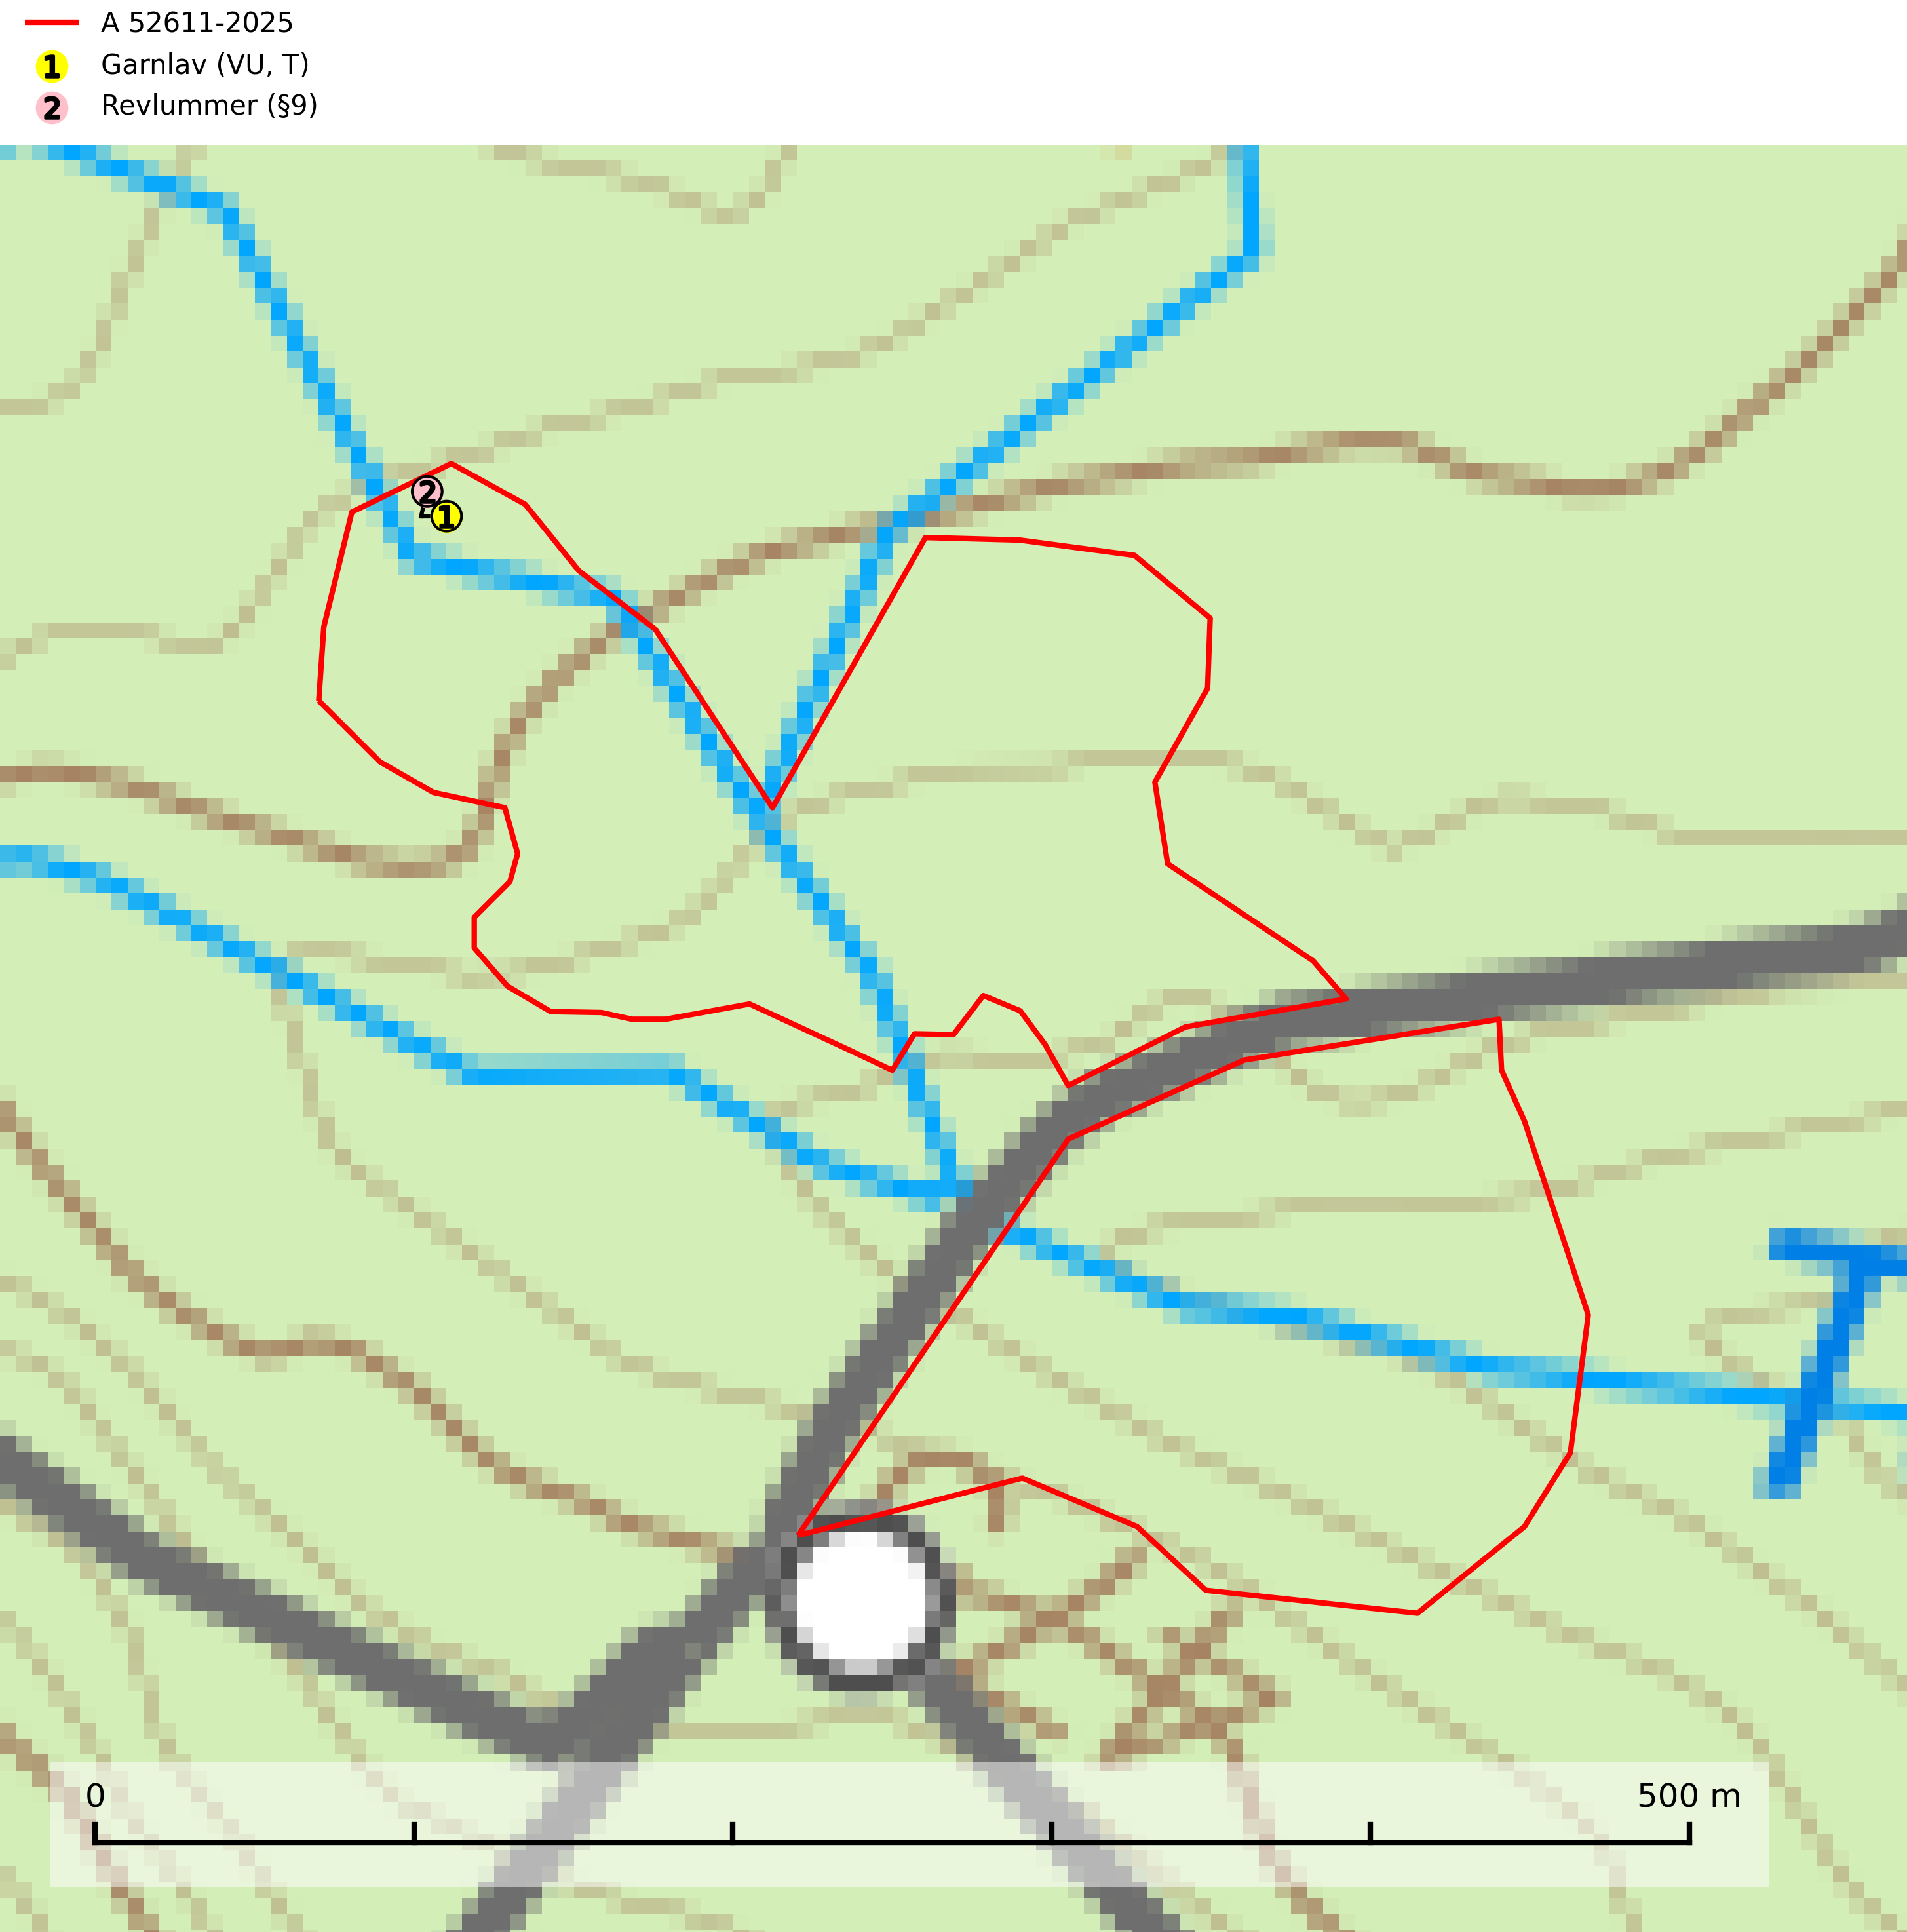 A 52611-2025
1 Garnlav (VU, T)
2 Revlummer (§9)
2
1
0 500 m